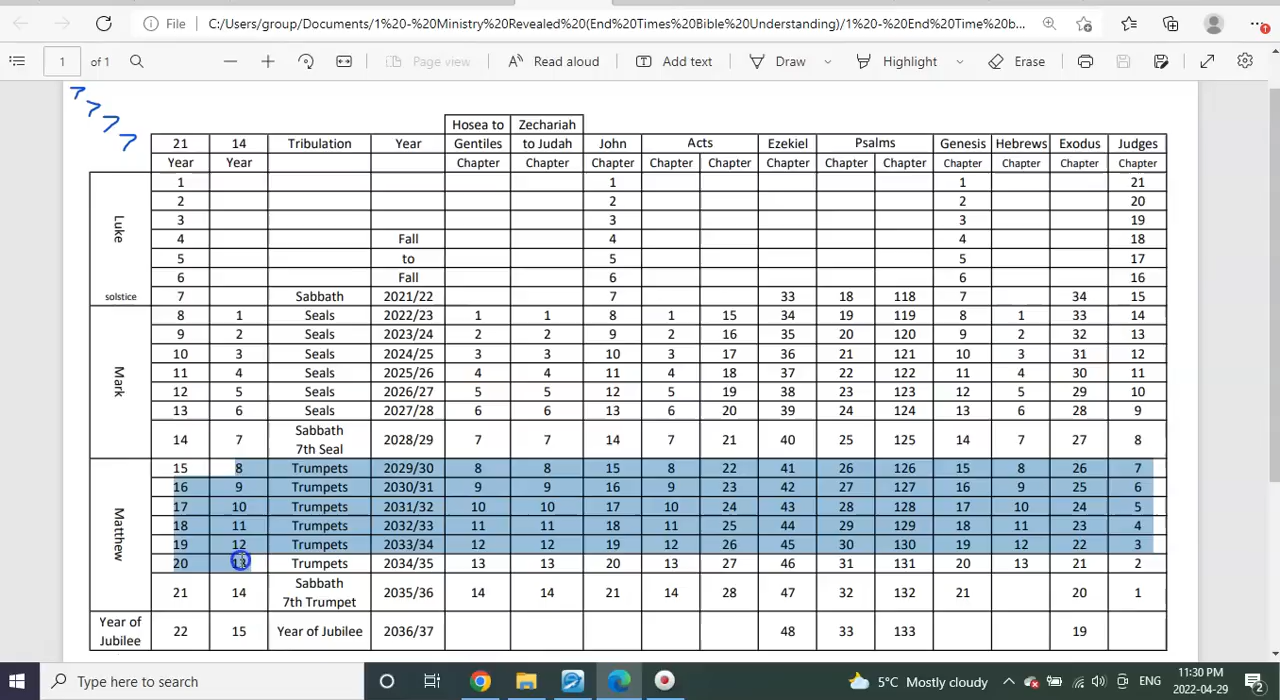 File C:/Users/group/Documents/1%20-%20Ministry%20Revealed%20(End%20Times%20Bible%20Understanding)/1%20-%20End%20Time%20b...
1 of 1 Page view Read aloud Add text Draw Highlight Erase
Hosea to Zechariah
21 14 Tribulation Year Gentiles to Judah John Acts Ezekiel Psalms Genesis Hebrews Exodus Judges
Year Year Chapter Chapter Chapter Chapter Chapter Chapter Chapter Chapter Chapter Chapter Chapter Chapter
Luke
1 1 1 21
2 2 2 20
3 3 3 19
4 Fall 4 4 18
5 to 5 5 17
6 Fall 6 6 16
solstice 7 Sabbath 2021/22 7 33 18 118 7 34 15
Mark
8 1 Seals 2022/23 1 1 8 1 15 34 19 119 8 1 33 14
9 2 Seals 2023/24 2 2 9 2 16 35 20 120 9 2 32 13
10 3 Seals 2024/25 3 3 10 3 17 36 21 121 10 3 31 12
11 4 Seals 2025/26 4 4 11 4 18 37 22 122 11 4 30 11
12 5 Seals 2026/27 5 5 12 5 19 38 23 123 12 5 29 10
13 6 Seals 2027/28 6 6 13 6 20 39 24 124 13 6 28 9
14 7 Sabbath 7th Seal 2028/29 7 7 14 7 21 40 25 125 14 7 27 8
Matthew
15 8 Trumpets 2029/30 8 8 15 8 22 41 26 126 15 8 26 7
16 9 Trumpets 2030/31 9 9 16 9 23 42 27 127 16 9 25 6
17 10 Trumpets 2031/32 10 10 17 10 24 43 28 128 17 10 24 5
18 11 Trumpets 2032/33 11 11 18 11 25 44 29 129 18 11 23 4
19 12 Trumpets 2033/34 12 12 19 12 26 45 30 130 19 12 22 3
20 13 Trumpets 2034/35 13 13 20 13 27 46 31 131 20 13 21 2
21 14 Sabbath 7th Trumpet 2035/36 14 14 21 14 28 47 32 132 21 20 1
Year of Jubilee 22 15 Year of Jubilee 2036/37 48 33 133 19
Type here to search 5°C Mostly cloudy ENG 11:30 PM
2022-04-29 2